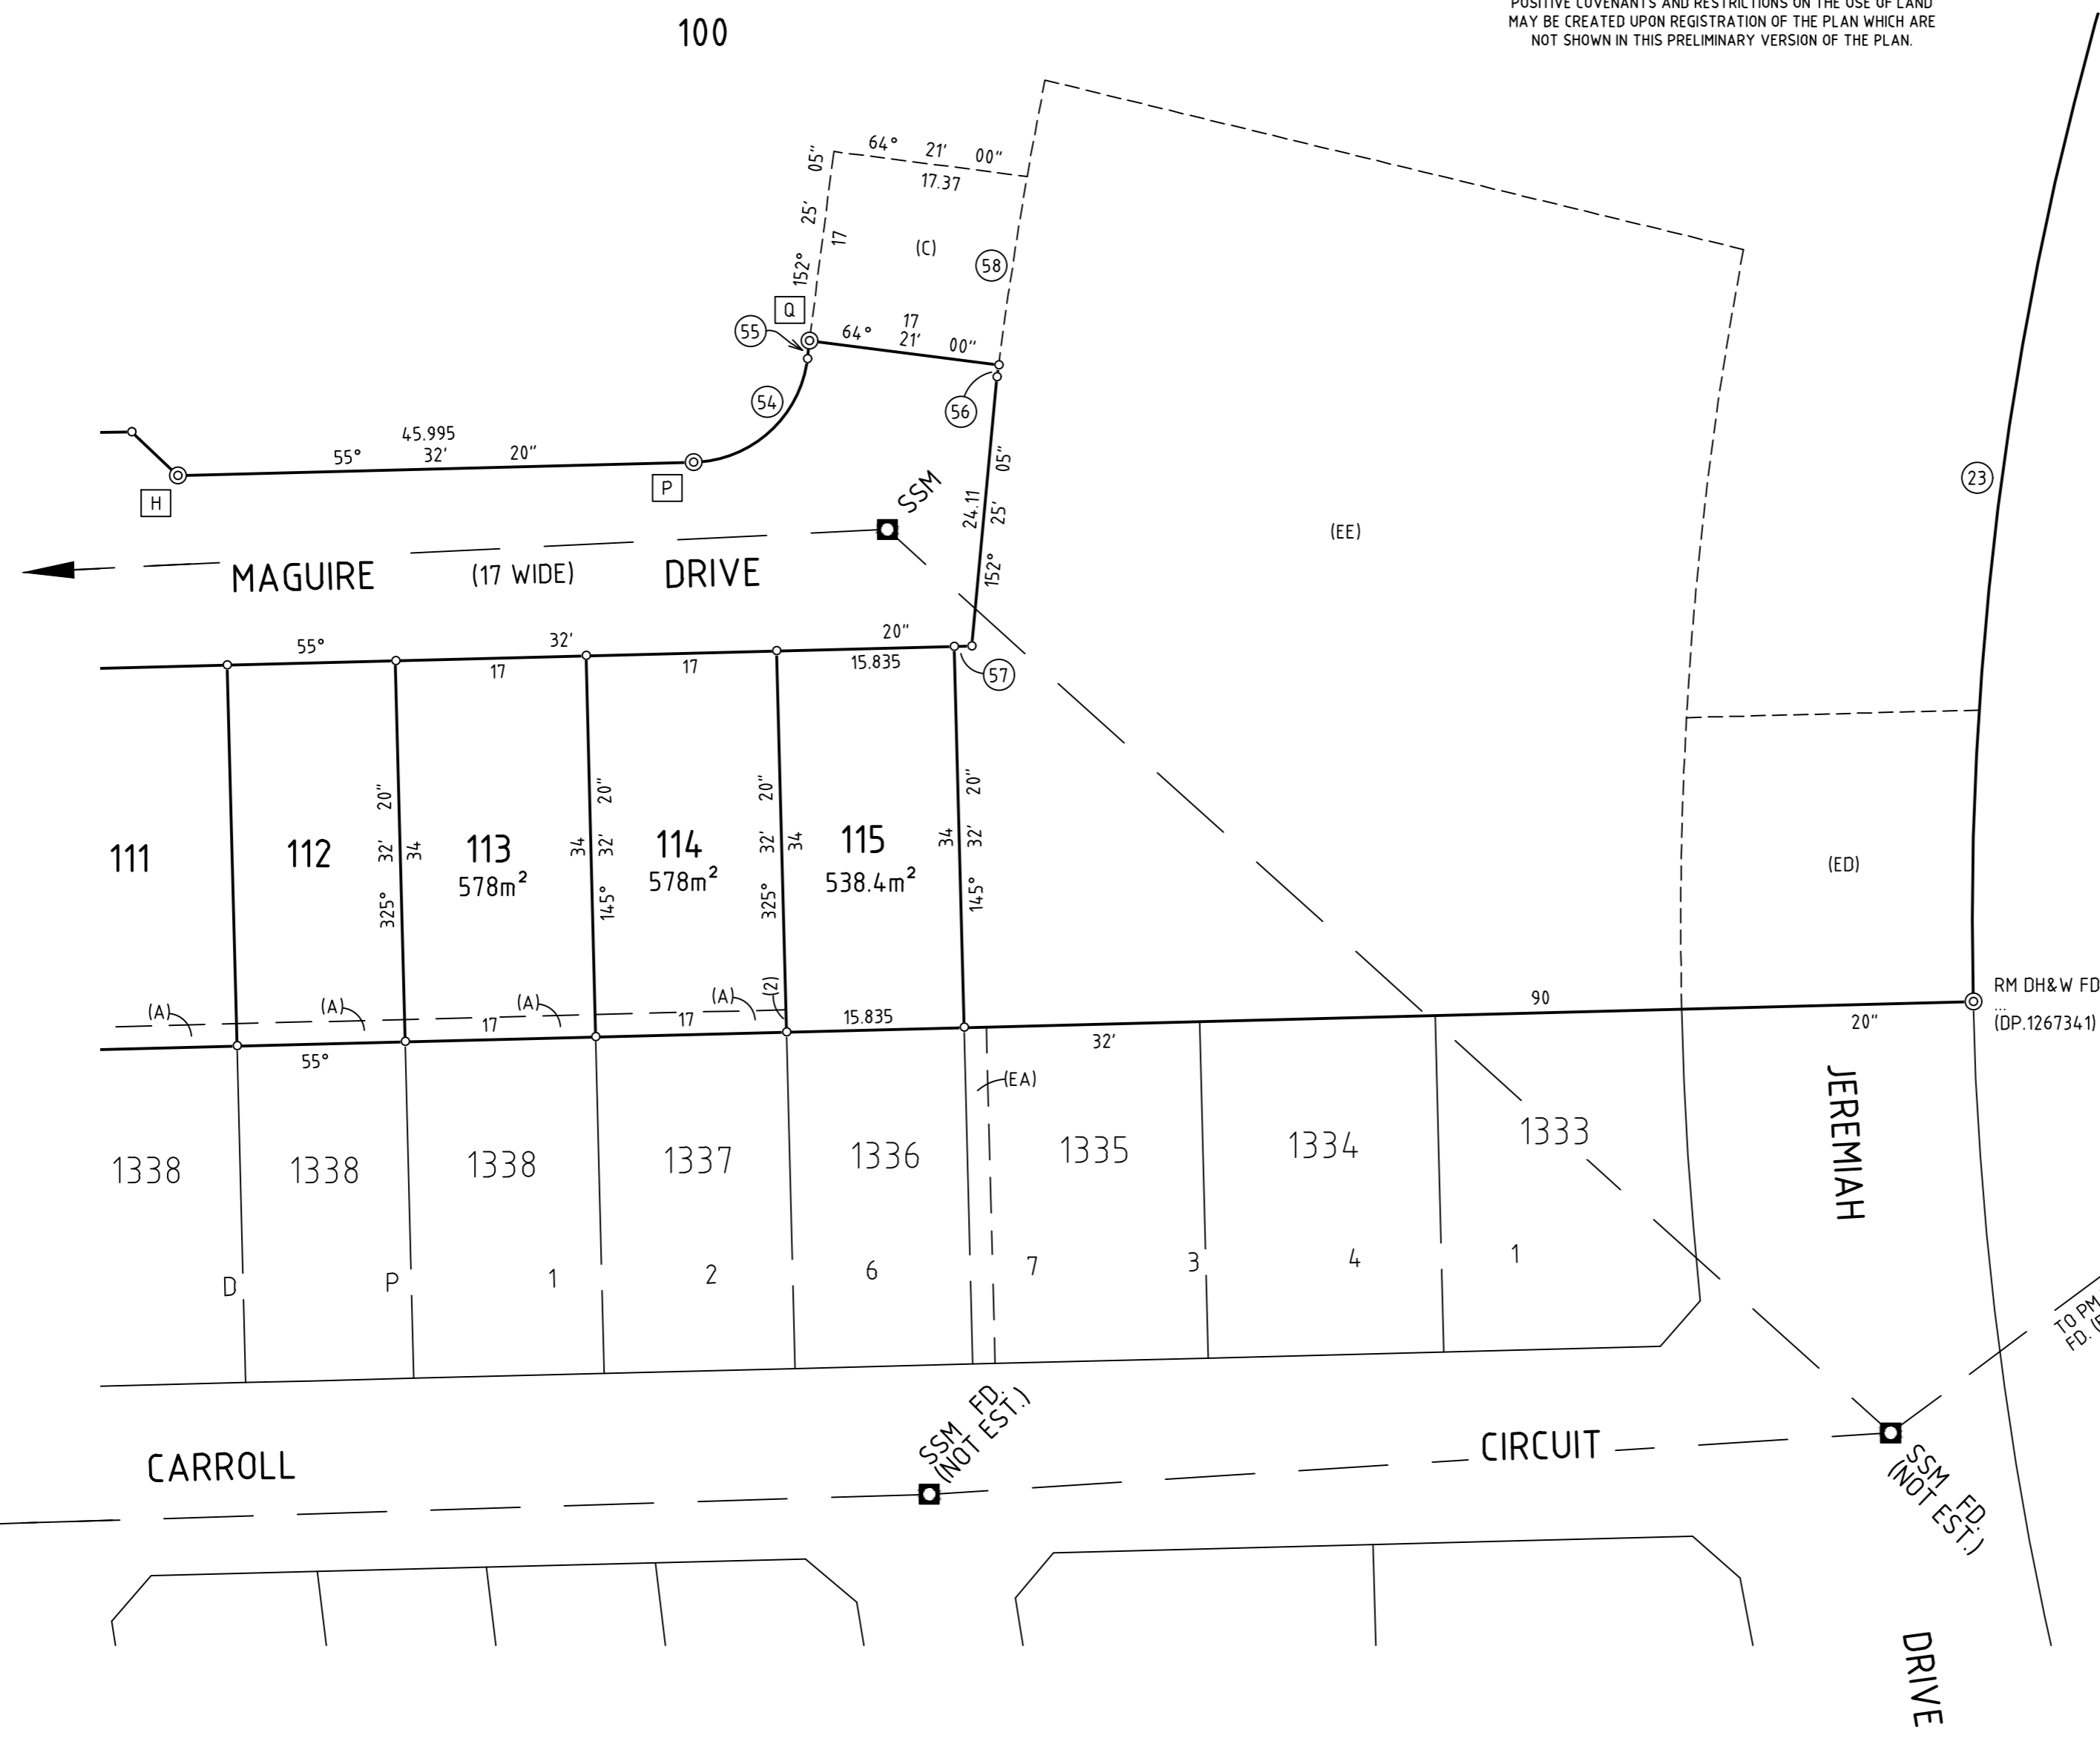 POSITIVE COVENANTS AND RESTRICTIONS ON THE USE OF LAND
MAY BE CREATED UPON REGISTRATION OF THE PLAN WHICH ARE
NOT SHOWN IN THIS PRELIMINARY VERSION OF THE PLAN.
100
64° 21' 00"
17.37
152° 25' 05"
17
(C)
58
Q
55
17
64° 21' 00"
54
56
45.995
55° 32' 20"
H
P
SSM
24.11
152° 25' 05"
(EE)
23
MAGUIRE (17 WIDE) DRIVE
55° 32' 20"
17
17
15.835
57
325° 32' 20"
34
34
145° 32' 20"
325° 32' 20"
34
34
145° 32' 20"
111
112
113
578m²
114
578m²
115
538.4m²
(ED)
(A)
(A)
(A)
(A)
(2)
17
17
15.835
90
55° 32' 20"
RM DH&W FD
...
(DP.1267341)
(EA)
1338
1338
1338
1337
1336
1335
1334
1333
JEREMIAH
D P 1 2 6 7 3 4 1
TO PM
FD.
SSM FD.
(NOT EST.)
CARROLL
CIRCUIT
SSM FD.
(NOT EST.)
DRIVE